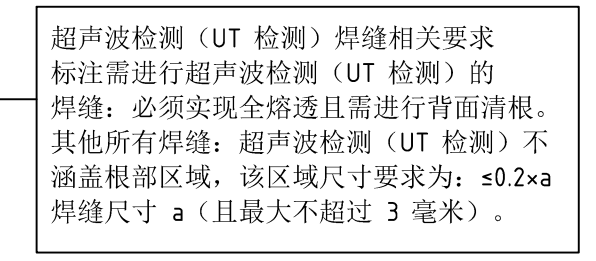 超声波检测（UT 检测）焊缝相关要求
标注需进行超声波检测（UT 检测）的
焊缝：必须实现全熔透且需进行背面清根。
其他所有焊缝：超声波检测（UT 检测）不
涵盖根部区域，该区域尺寸要求为：≤0.2×a
焊缝尺寸 a（且最大不超过 3 毫米）。